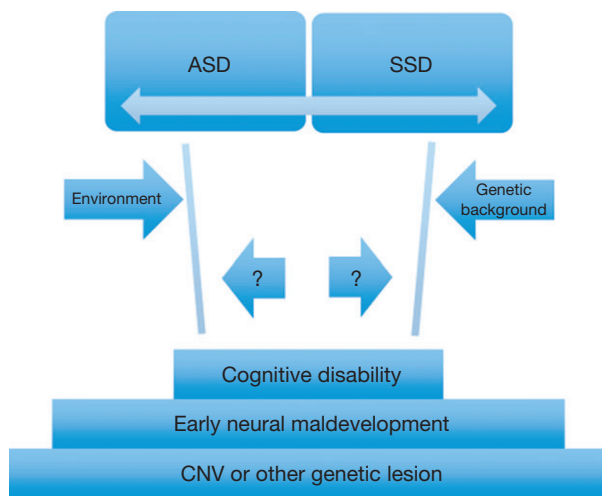 ASD
SSD
Environment
Genetic
background
?
?
Cognitive disability
Early neural maldevelopment
CNV or other genetic lesion